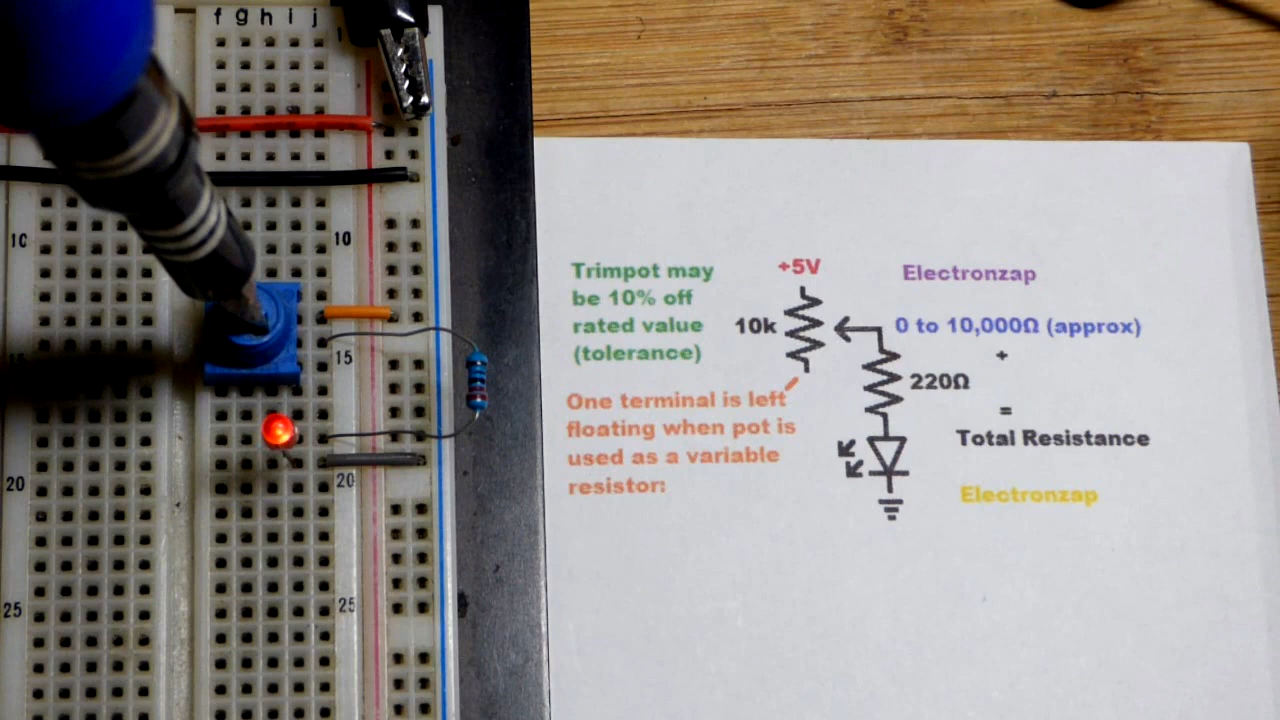 f g h i j
1
10
10
15
15
20
20
25
25
Trimpot may
be 10% off
rated value
(tolerance)
One terminal is left
floating when pot is
used as a variable
resistor:
+5V
10k
Electronzap
0 to 10,000Ω (approx)
+
220Ω
=
Total Resistance
Electronzap